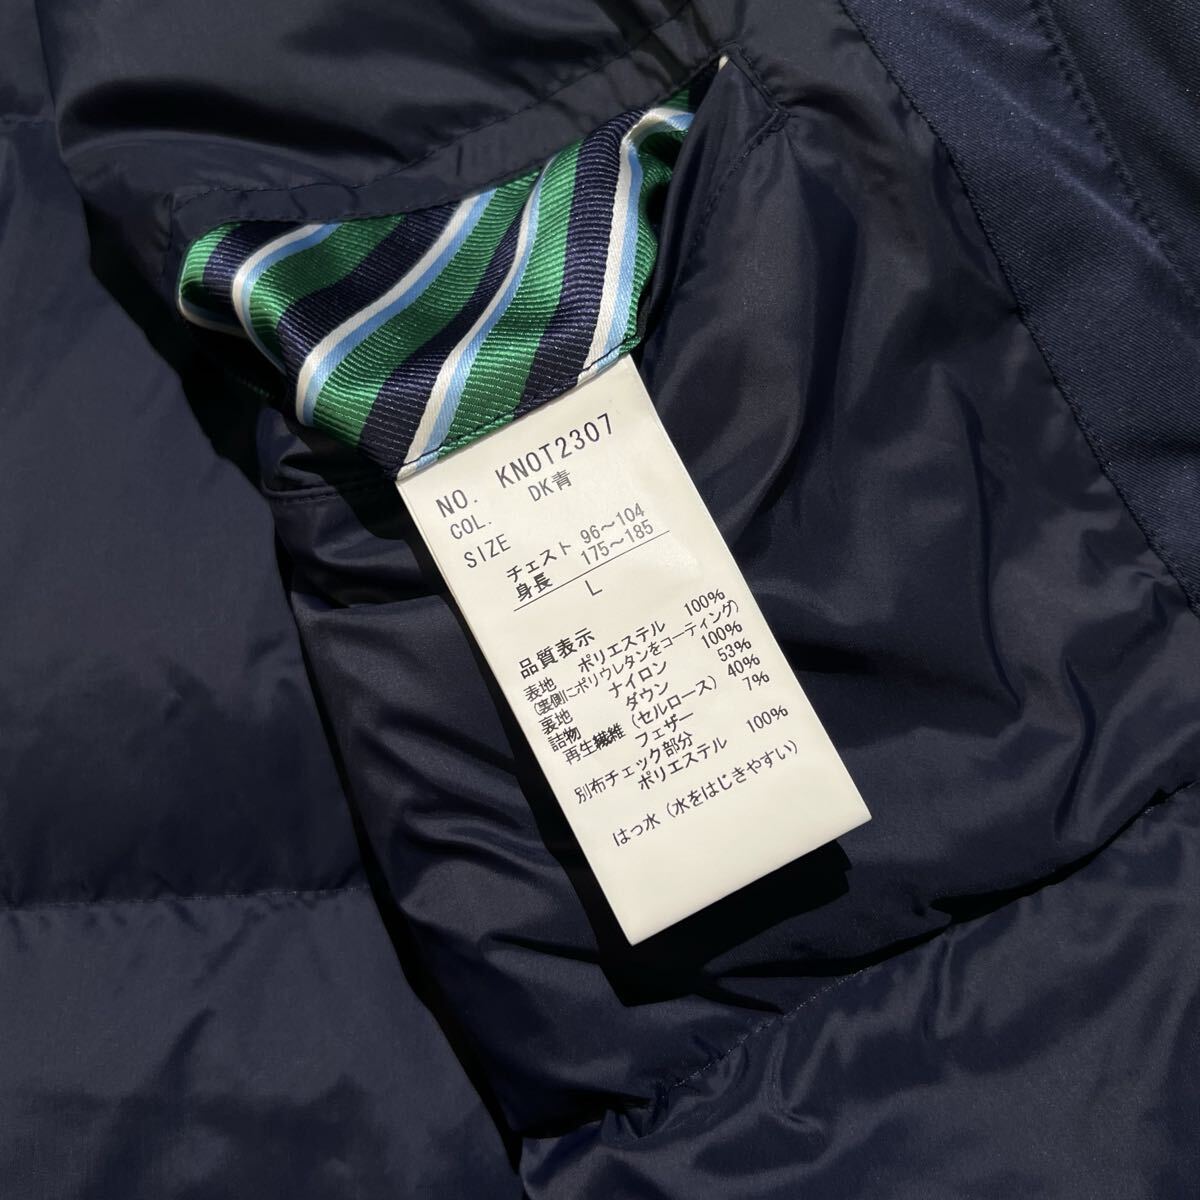 NO. KNOT2307
COL. DK青
SIZE
チェスト 96～104
身長 175～185
L
品質表示
表地 ポリエステル 100%
(裏側にポリウレタンをコーティング)
裏地 ナイロン 100%
詰物 ダウン 53%
再生繊維 (セルロース) 40%
フェザー 7%
別布チェック部分
ポリエステル 100%
はっ水 (水をはじきやすい)